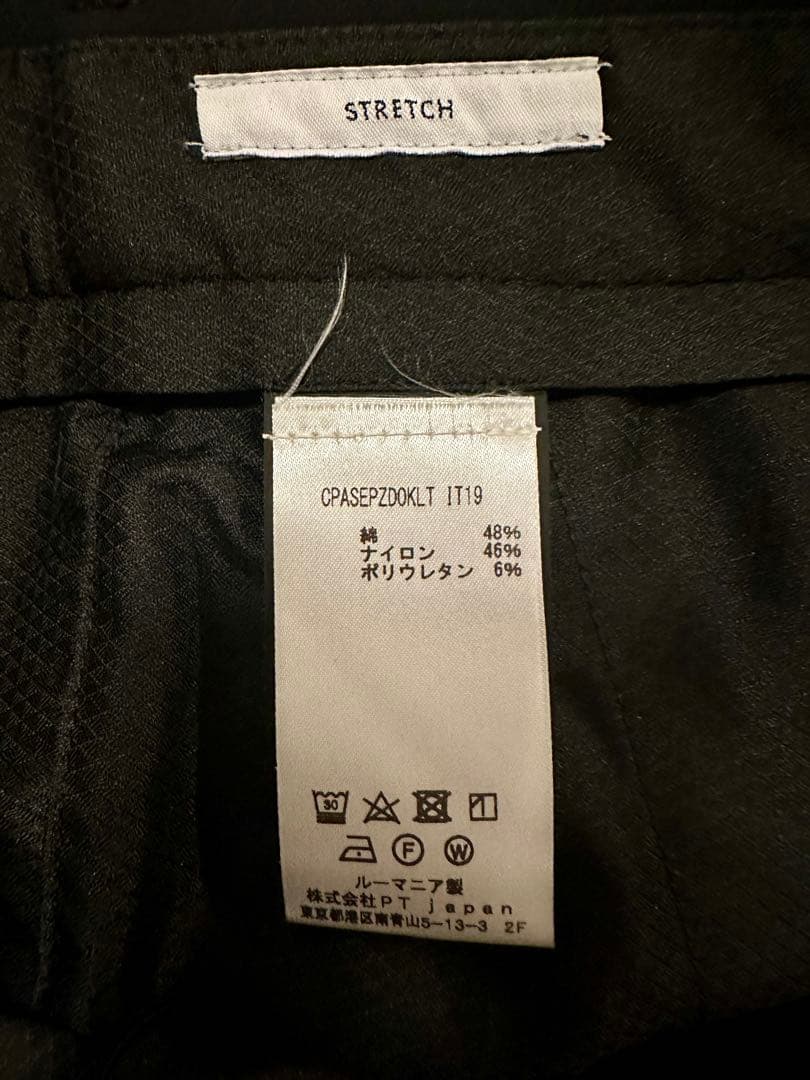 STRETCH
CPASEPZD0KLT IT19
綿 48%
ナイロン 46%
ポリウレタン 6%
30
F W
ルーマニア製
株式会社PT japan
東京都港区南青山5-13-3 2F